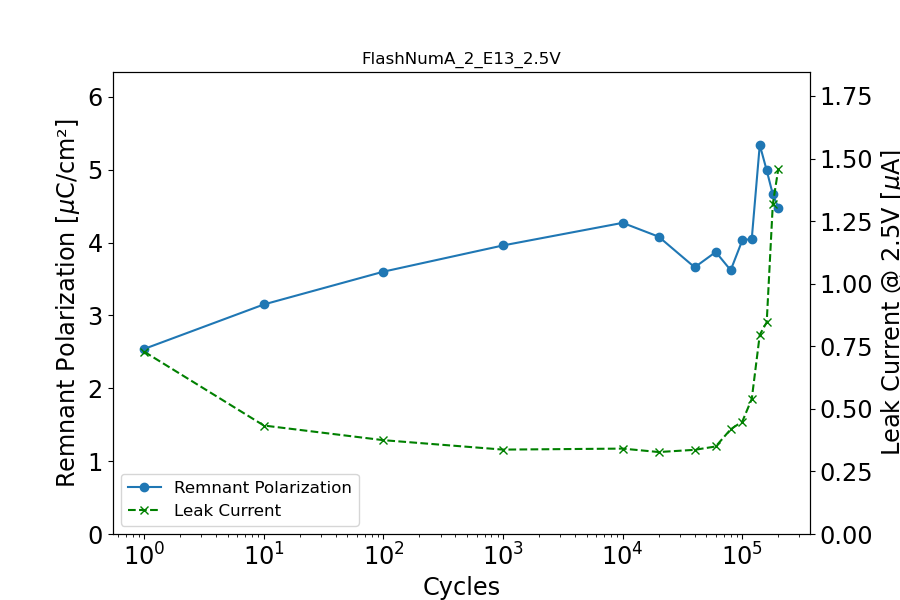 FlashNumA_2_E13_2.5V
Remnant Polarization [μC/cm²]
6
5
4
3
2
1
0
1.75
1.50
1.25
1.00
0.75
0.50
0.25
0.00
Leak Current @ 2.5V [μA]
Remnant Polarization
Leak Current
10⁰ 10¹ 10² 10³ 10⁴ 10⁵
Cycles